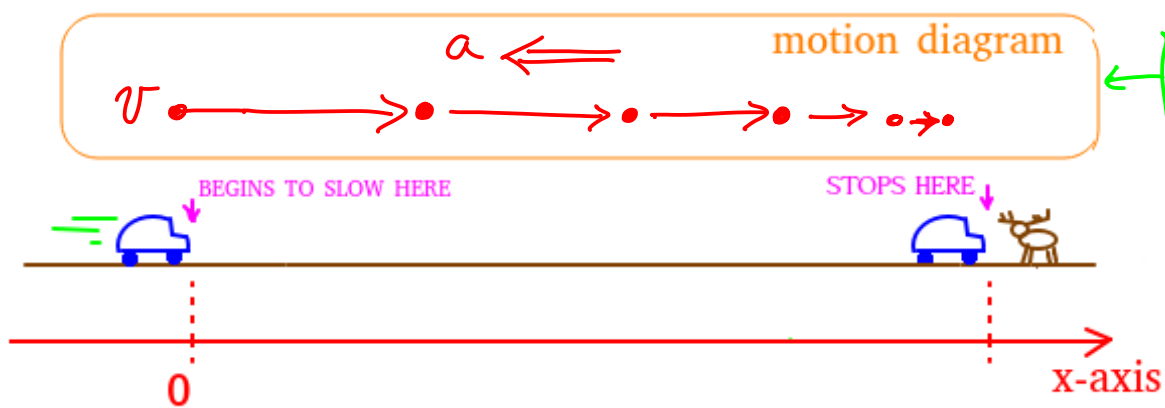 motion diagram
a
v
BEGINS TO SLOW HERE
STOPS HERE
0
x-axis